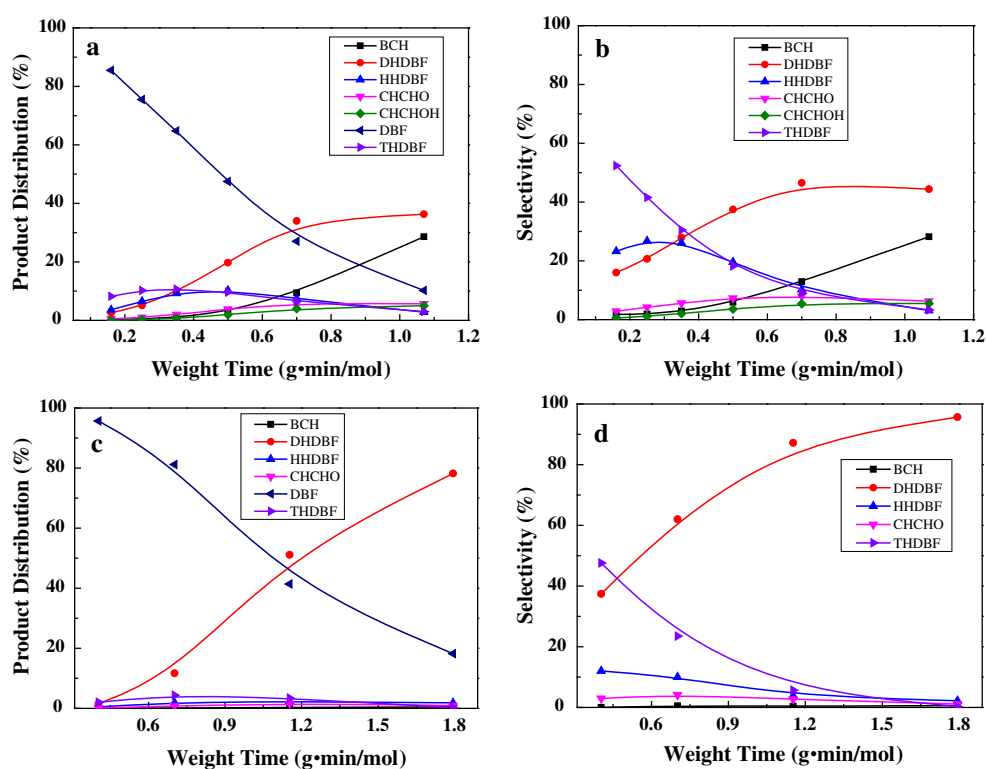 a
Product Distribution (%)
100
80
60
40
20
0
BCH
DHDBF
HHDBF
CHCHO
CHCHOH
DBF
THDBF
0.2 0.4 0.6 0.8 1.0 1.2
Weight Time (g•min/mol)
b
Selectivity (%)
100
80
60
40
20
0
BCH
DHDBF
HHDBF
CHCHO
CHCHOH
THDBF
0.2 0.4 0.6 0.8 1.0 1.2
Weight Time (g•min/mol)
c
Product Distribution (%)
100
80
60
40
20
0
BCH
DHDBF
HHDBF
CHCHO
DBF
THDBF
0.6 0.9 1.2 1.5 1.8
Weight Time (g•min/mol)
d
Selectivity (%)
100
80
60
40
20
0
BCH
DHDBF
HHDBF
CHCHO
THDBF
0.6 0.9 1.2 1.5 1.8
Weight Time (g•min/mol)